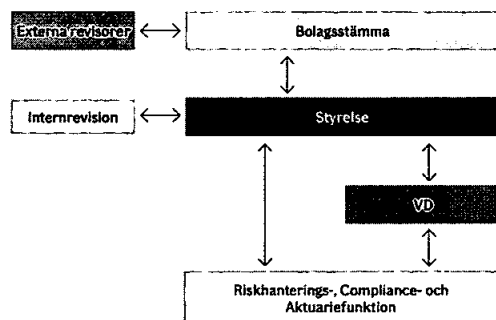 Externa revisorer
Bolagsstämma
Internrevision
Styrelse
VD
Riskhanterings-, Compliance- och
Aktuariefunktion